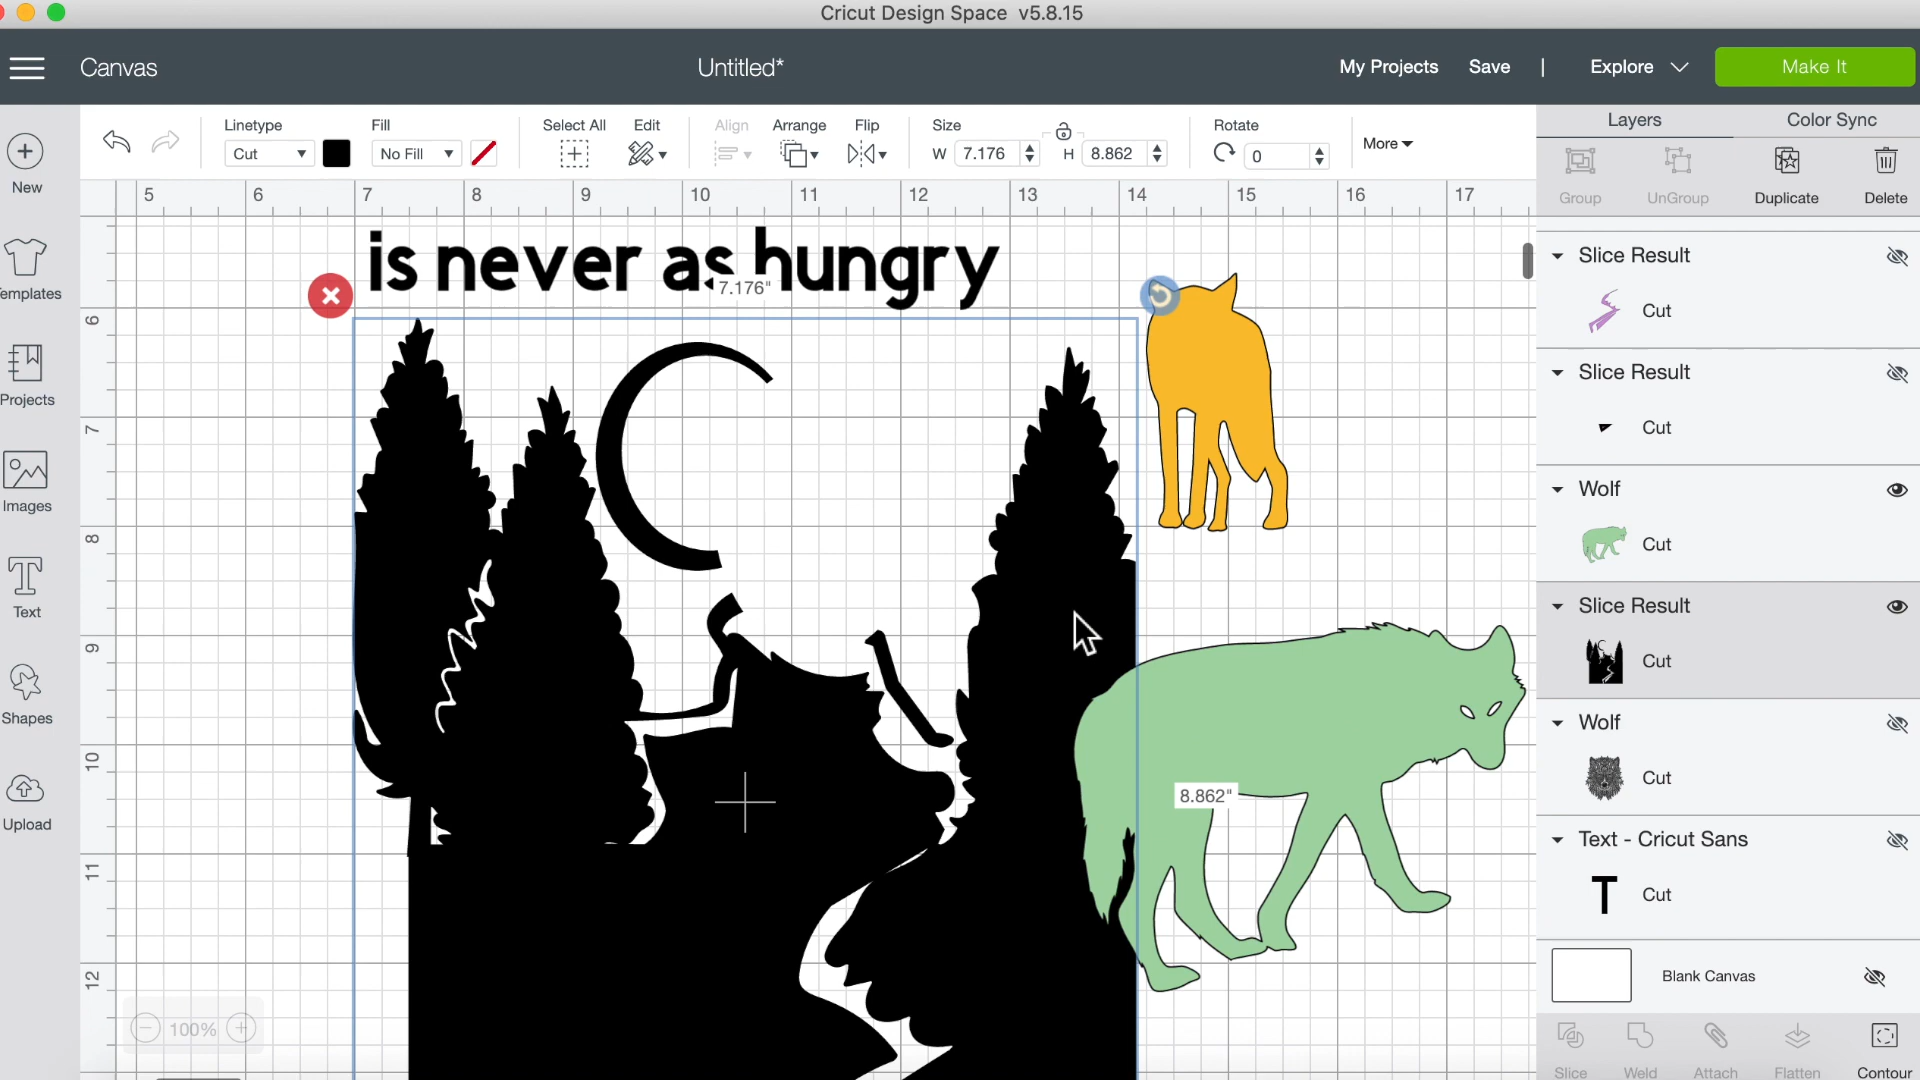 Cricut Design Space v5.8.15
Canvas
Untitled*
My Projects
Save
|
Explore
Make It
Linetype
Fill
Select All
Edit
Align
Arrange
Flip
Size
Rotate
Cut
No Fill
W 7.176
H 8.862
0
More
Layers
Color Sync
Group
UnGroup
Duplicate
Delete
New
Templates
Projects
Images
Text
Shapes
Upload
5 6 7 8 9 10 11 12 13 14 15 16 17
6
7
8
9
10
11
12
is never as hungry
7.176"
8.862"
100%
Slice Result
Cut
Slice Result
Cut
Wolf
Cut
Slice Result
Cut
Wolf
Cut
Text - Cricut Sans
T Cut
Blank Canvas
Slice
Weld
Attach
Flatten
Contour